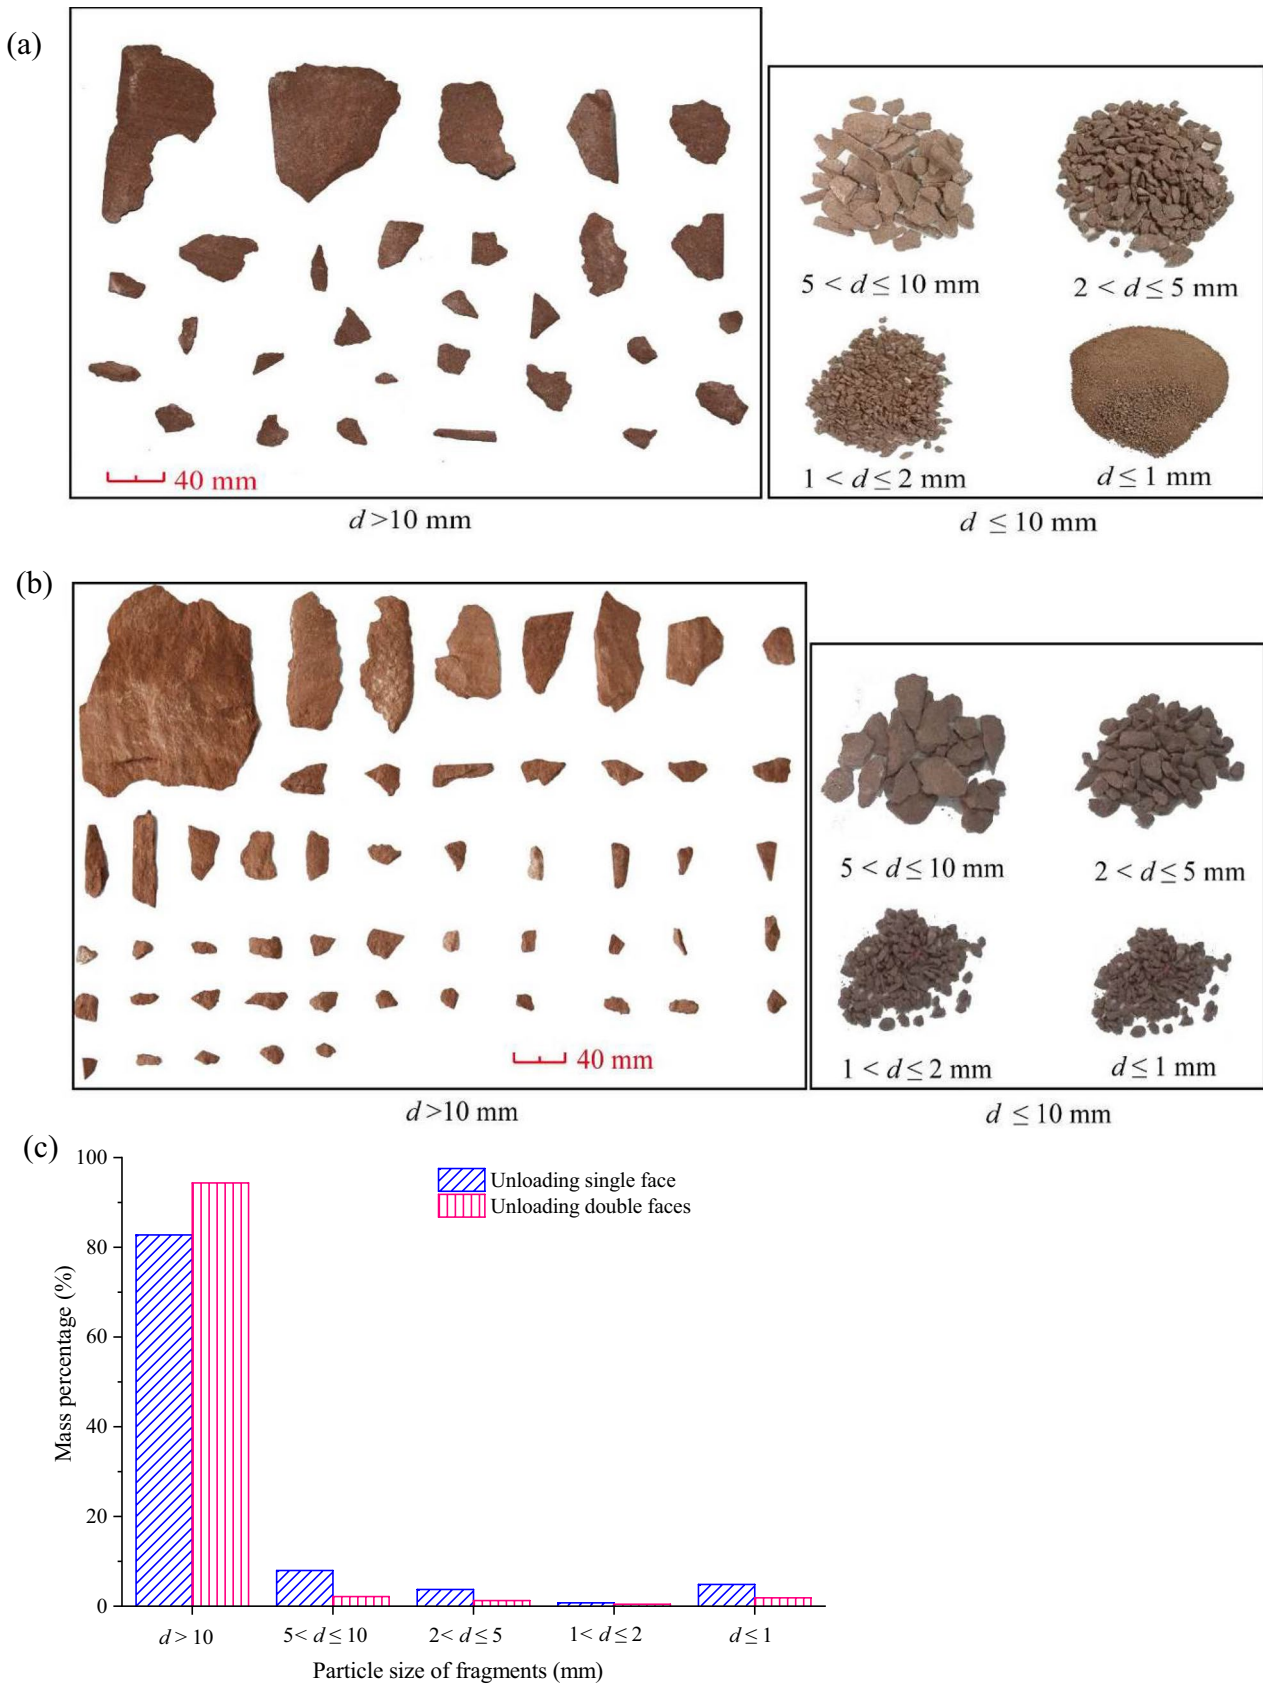 (a)
5 < d ≤ 10 mm
2 < d ≤ 5 mm
1 < d ≤ 2 mm
d ≤ 1 mm
40 mm
d >10 mm
d ≤ 10 mm
(b)
5 < d ≤ 10 mm
2 < d ≤ 5 mm
1 < d ≤ 2 mm
d ≤ 1 mm
40 mm
d >10 mm
d ≤ 10 mm
(c)
100
80
60
40
20
0
Mass percentage (%)
Unloading single face
Unloading double faces
d > 10
5< d ≤ 10
2< d ≤ 5
1< d ≤ 2
d ≤ 1
Particle size of fragments (mm)